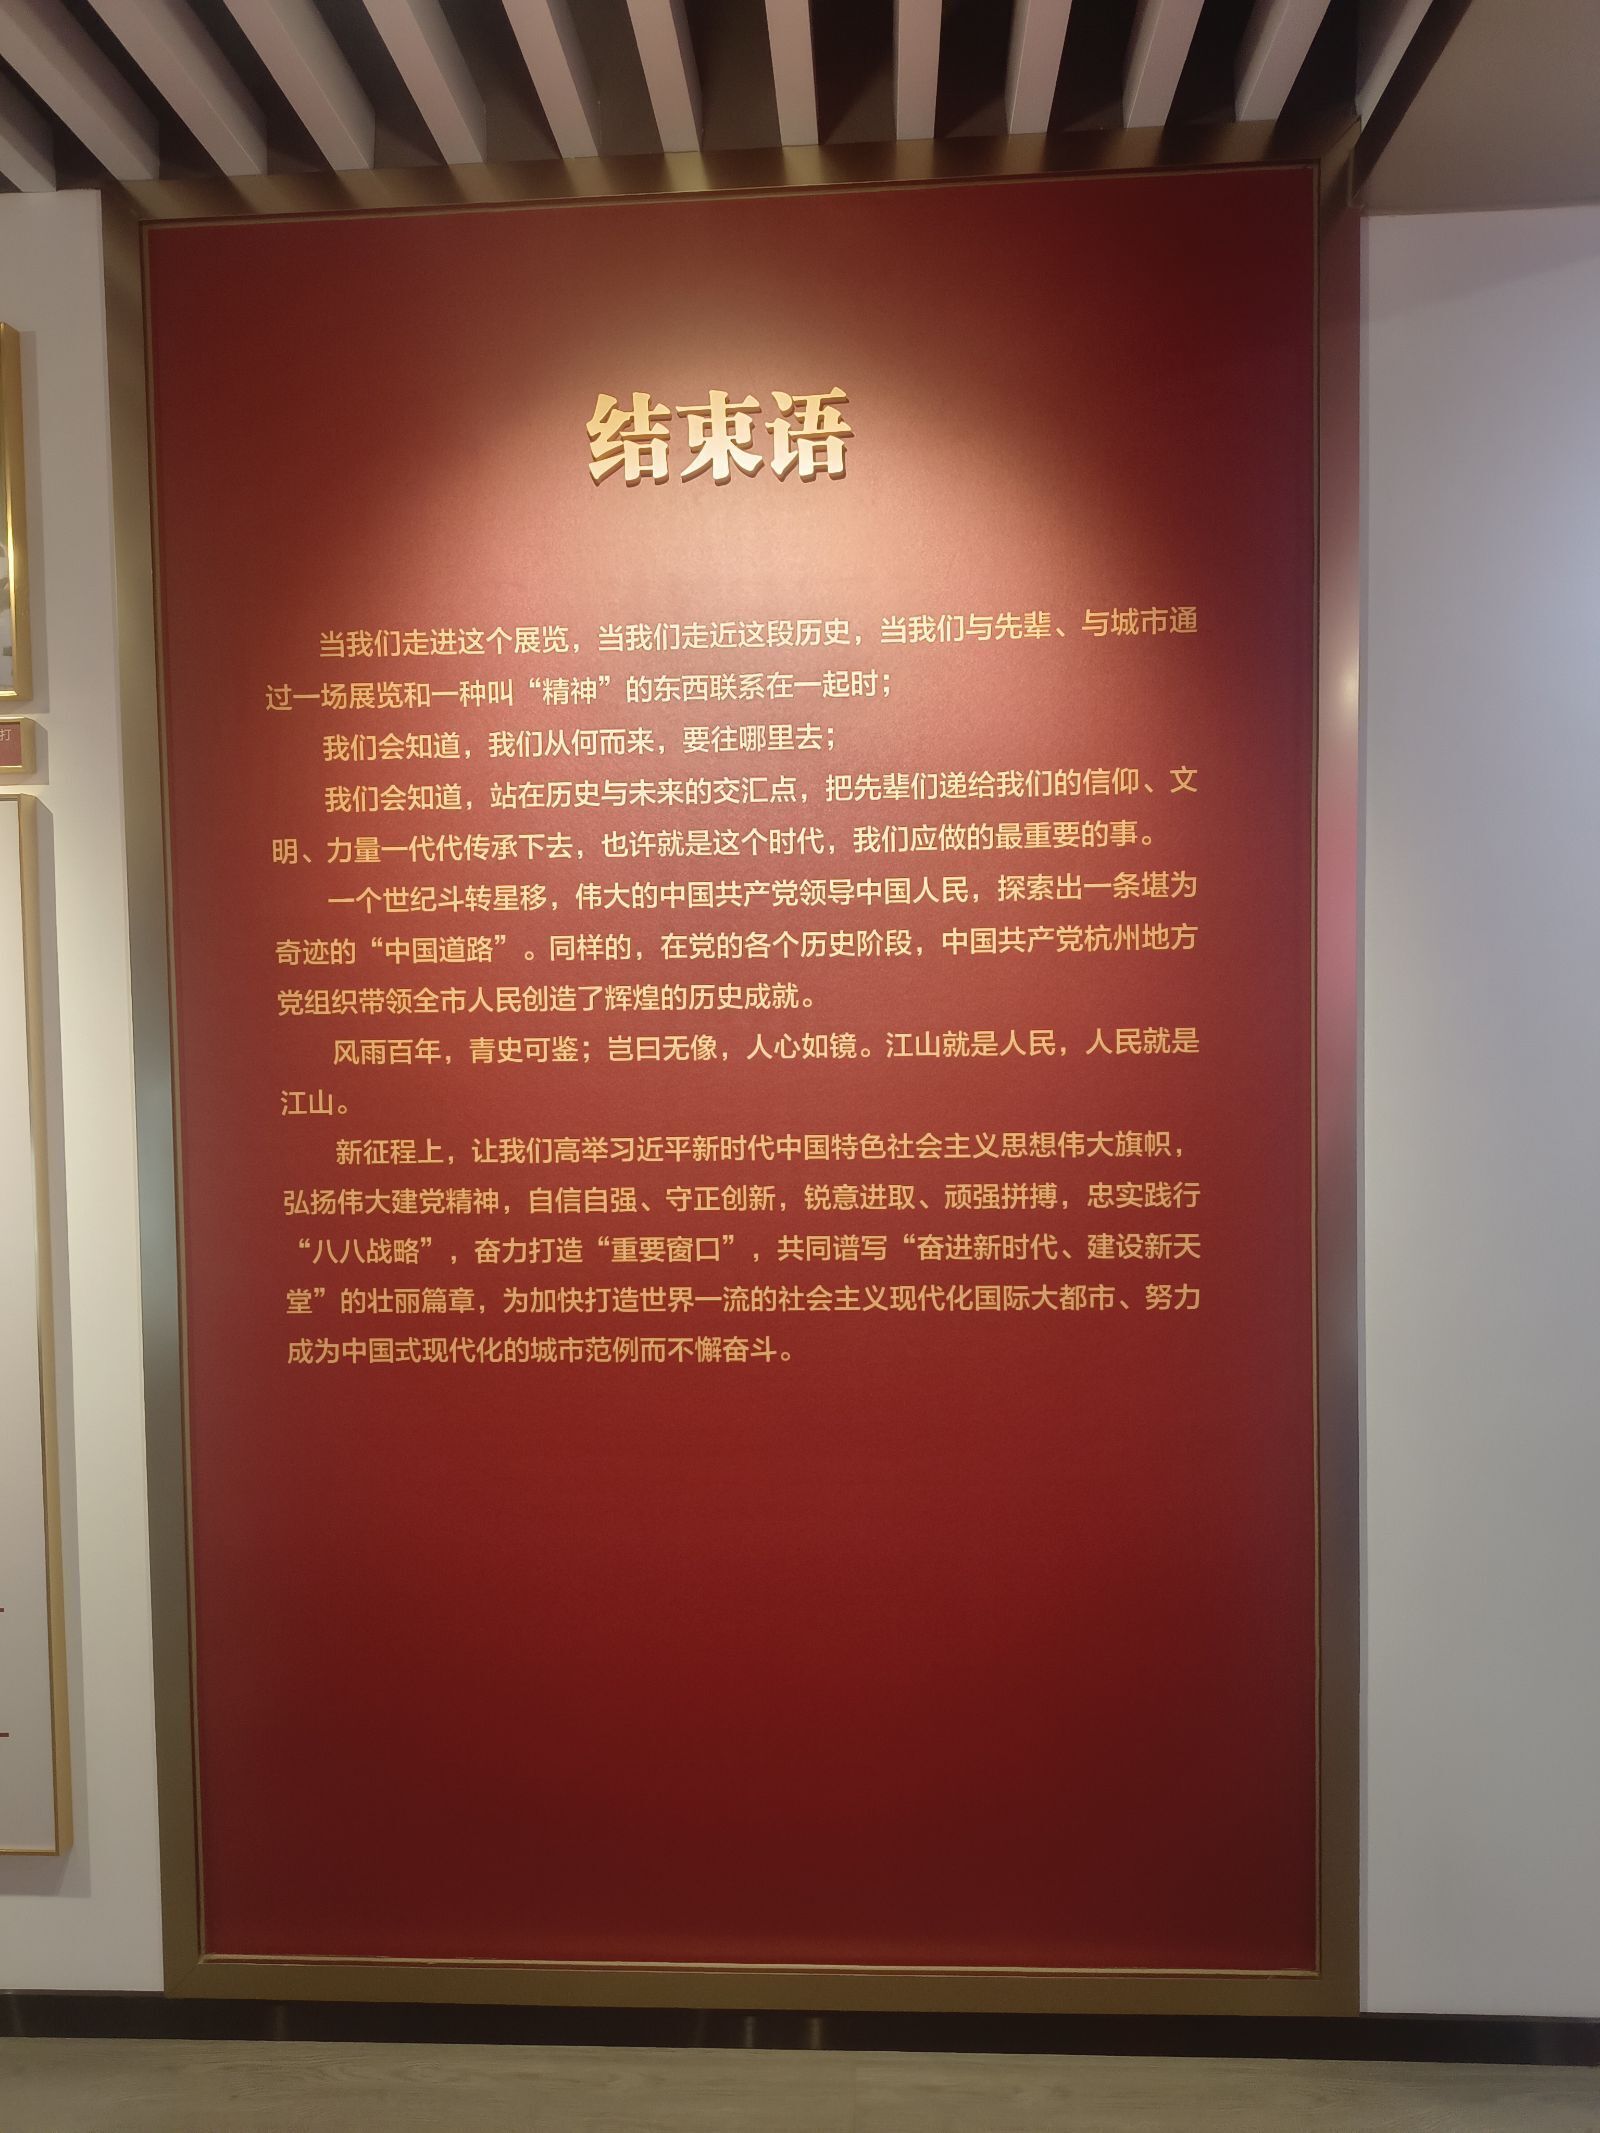 结束语
当我们走进这个展览，当我们走近这段历史，当我们与先辈、与城市通
过一场展览和一种叫“精神”的东西联系在一起时；
我们会知道，我们从何而来，要往哪里去；
我们会知道，站在历史与未来的交汇点，把先辈们递给我们的信仰、文
明、力量一代代传承下去，也许就是这个时代，我们应做的最重要的事。
一个世纪斗转星移，伟大的中国共产党领导中国人民，探索出一条堪为
奇迹的“中国道路”。同样的，在党的各个历史阶段，中国共产党杭州地方
党组织带领全市人民创造了辉煌的历史成就。
风雨百年，青史可鉴；岂曰无像，人心如镜。江山就是人民，人民就是
江山。
新征程上，让我们高举习近平新时代中国特色社会主义思想伟大旗帜，
弘扬伟大建党精神，自信自强、守正创新，锐意进取、顽强拼搏，忠实践行
“八八战略”，奋力打造“重要窗口”，共同谱写“奋进新时代、建设新天
堂”的壮丽篇章，为加快打造世界一流的社会主义现代化国际大都市、努力
成为中国式现代化的城市范例而不懈奋斗。
打